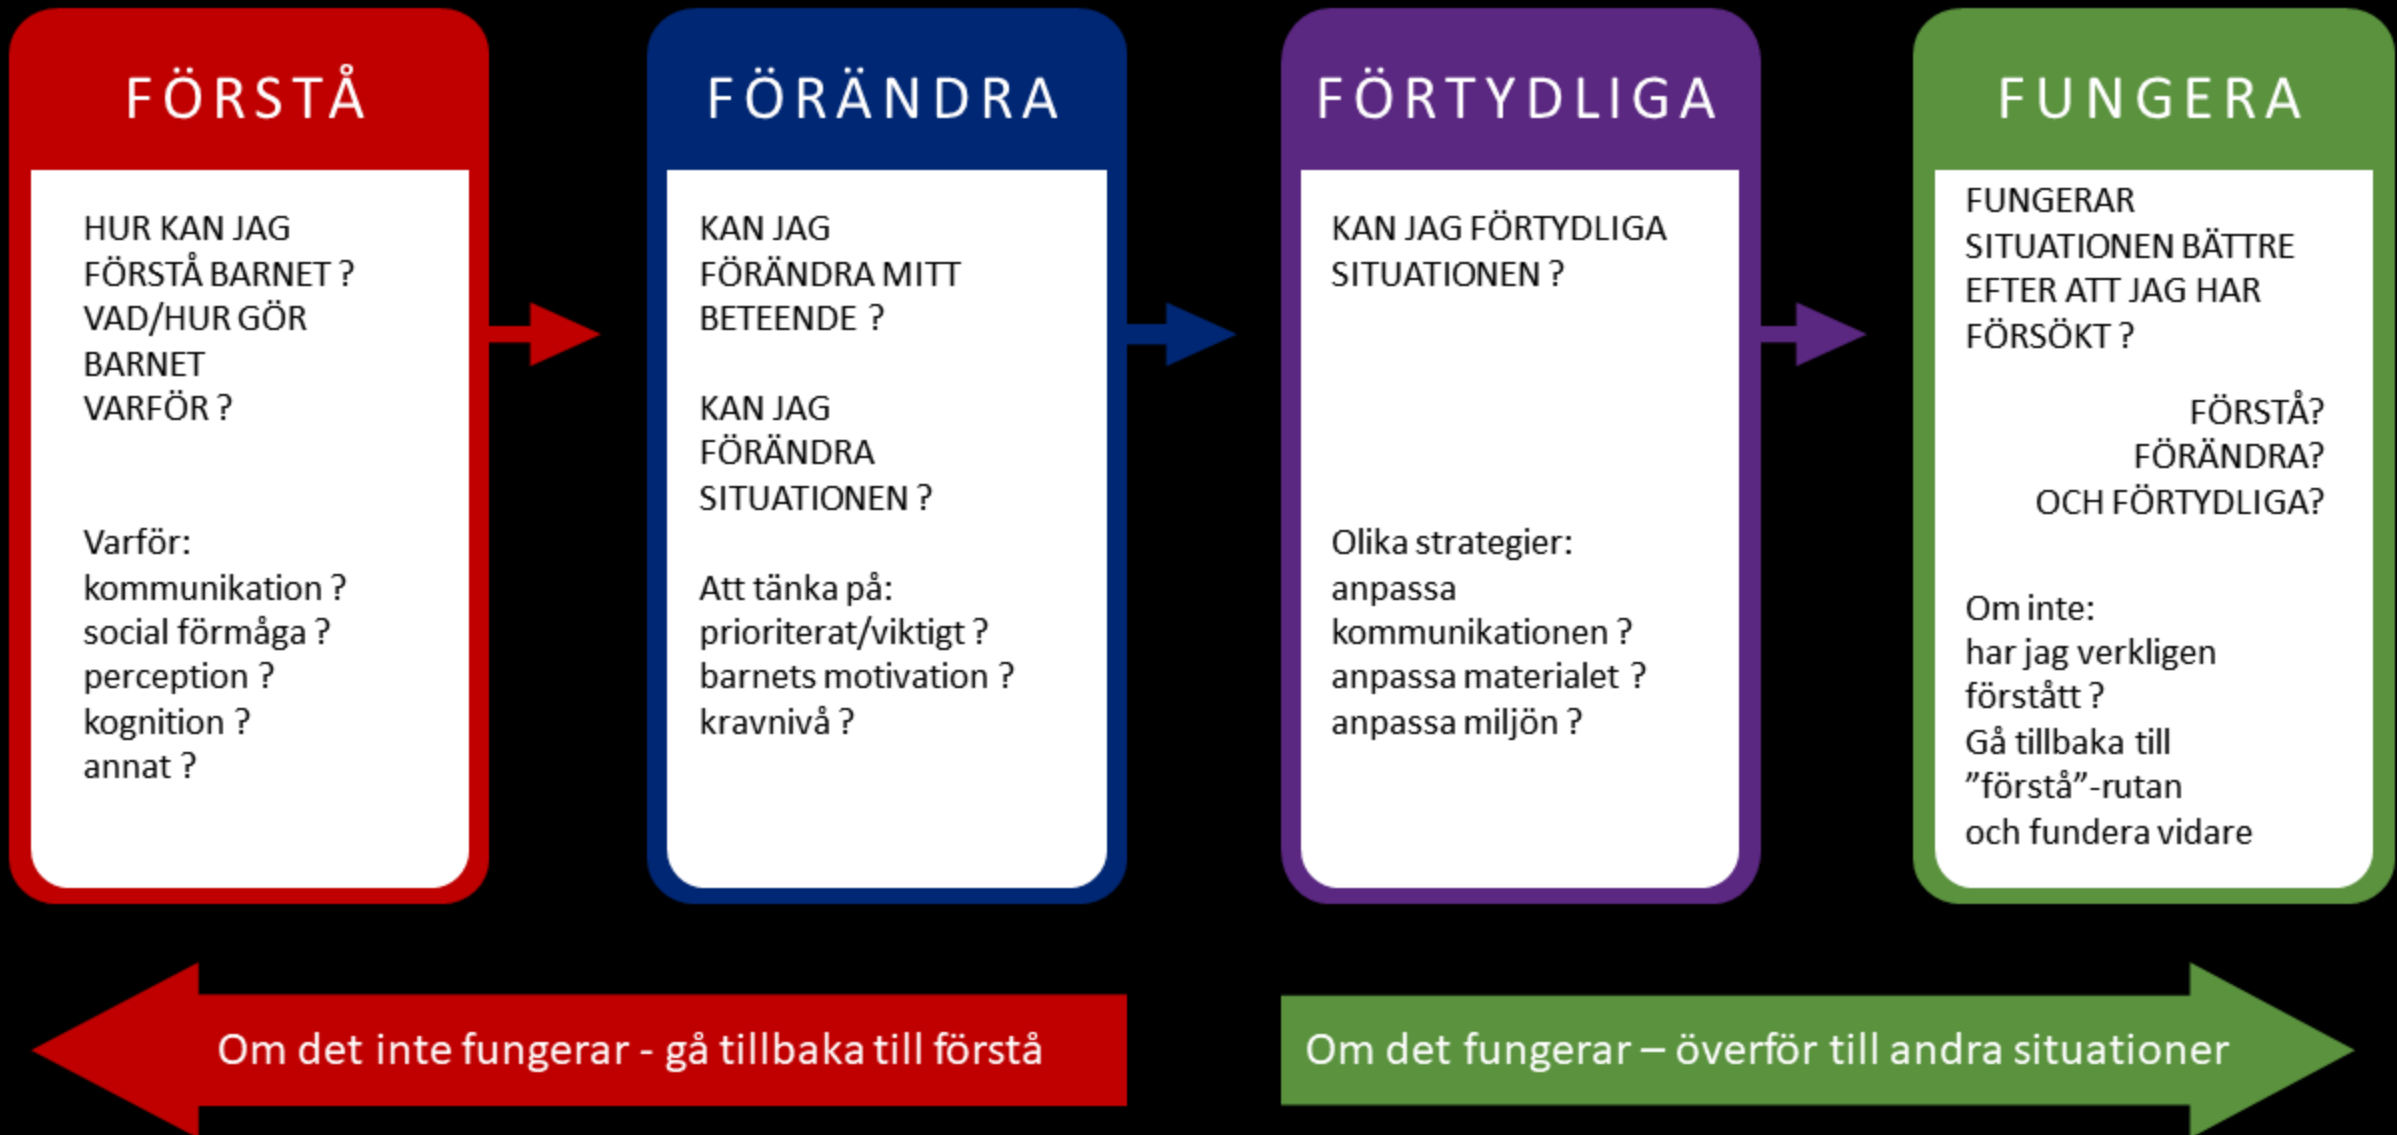 FÖRSTÅ
HUR KAN JAG
FÖRSTÅ BARNET ?
VAD/HUR GÖR
BARNET
VARFÖR ?
Varför:
kommunikation ?
social förmåga ?
perception ?
kognition ?
annat ?
FÖRÄNDRA
KAN JAG
FÖRÄNDRA MITT
BETEENDE ?
KAN JAG
FÖRÄNDRA
SITUATIONEN ?
Att tänka på:
prioriterat/viktigt ?
barnets motivation ?
kravnivå ?
FÖRTYDLIGA
KAN JAG FÖRTYDLIGA
SITUATIONEN ?
Olika strategier:
anpassa
kommunikationen ?
anpassa materialet ?
anpassa miljön ?
FUNGERA
FUNGERAR
SITUATIONEN BÄTTRE
EFTER ATT JAG HAR
FÖRSÖKT ?
FÖRSTÅ?
FÖRÄNDRA?
OCH FÖRTYDLIGA?
Om inte:
har jag verkligen
förstått ?
Gå tillbaka till
”förstå”-rutan
och fundera vidare
Om det inte fungerar - gå tillbaka till förstå
Om det fungerar – överför till andra situationer